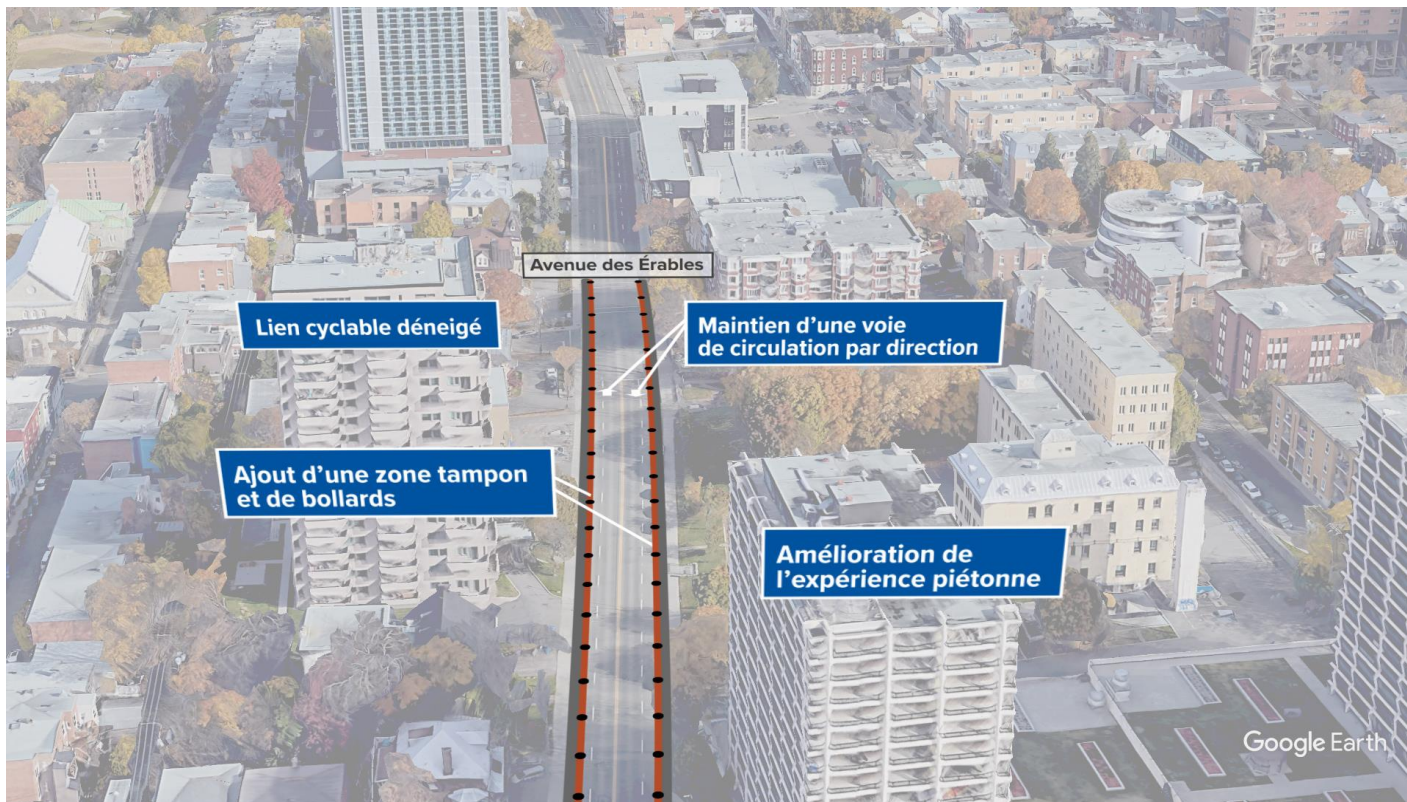 Avenue des Érables
Lien cyclable déneigé
Maintien d'une voie
de circulation par direction
Ajout d'une zone tampon
et de bollards
Amélioration de
l'expérience piétonne
Google Earth